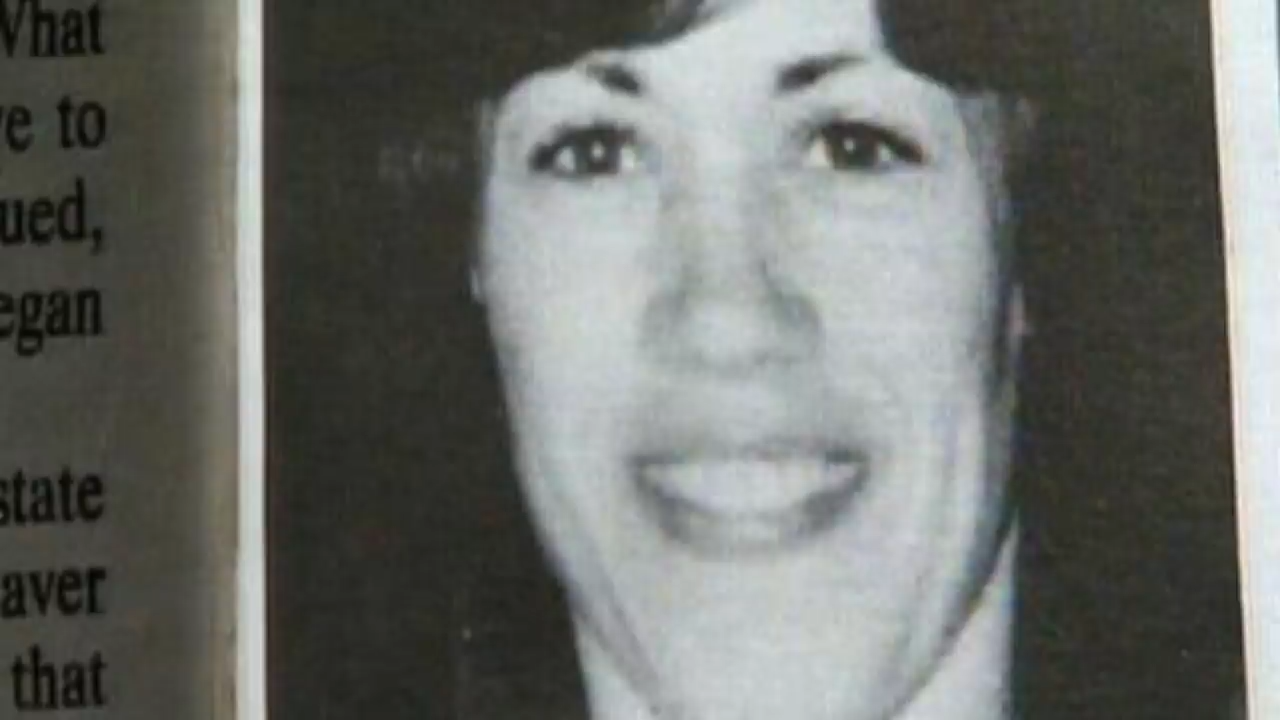 What
ve to
ued,
egan
state
aver
that